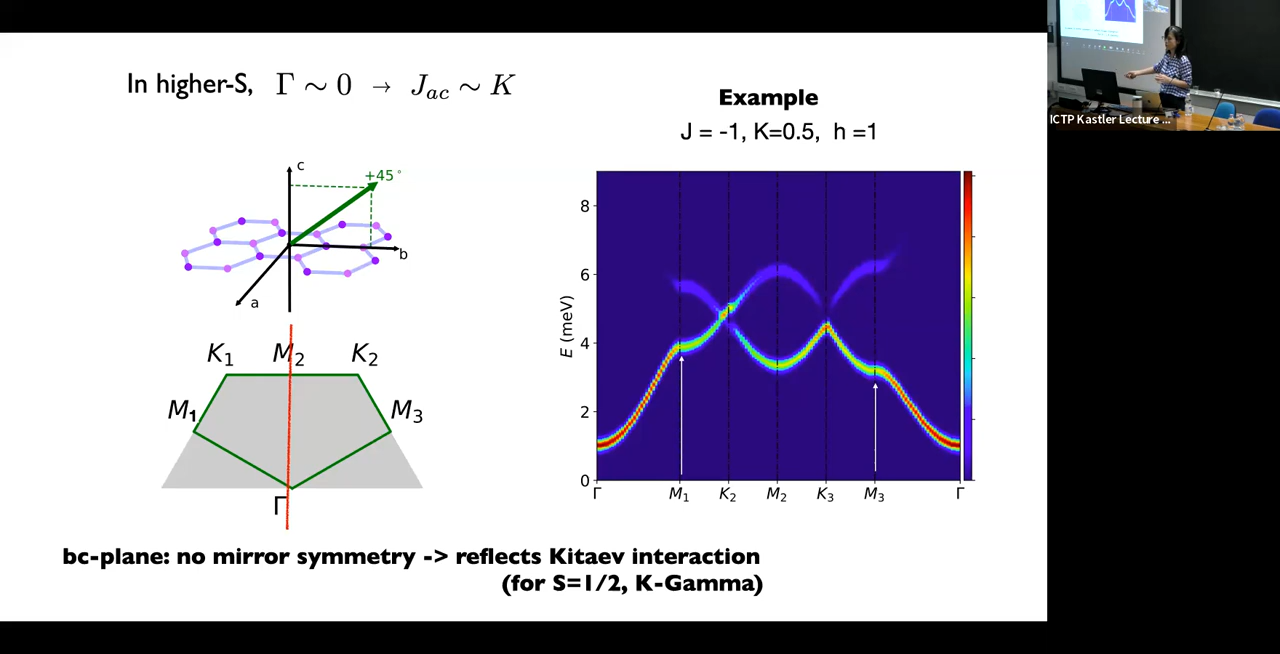 In higher-S, Γ ∼ 0 → J_ac ∼ K
Example
J = -1, K=0.5, h =1
c
+45°
b
a
K₁ M₂ K₂
M₁ M₃
Γ
E (meV)
8
6
4
2
0
Γ M₁ K₂ M₂ K₃ M₃ Γ
bc-plane: no mirror symmetry -> reflects Kitaev interaction
(for S=1/2, K-Gamma)
ICTP Kastler Lecture ...